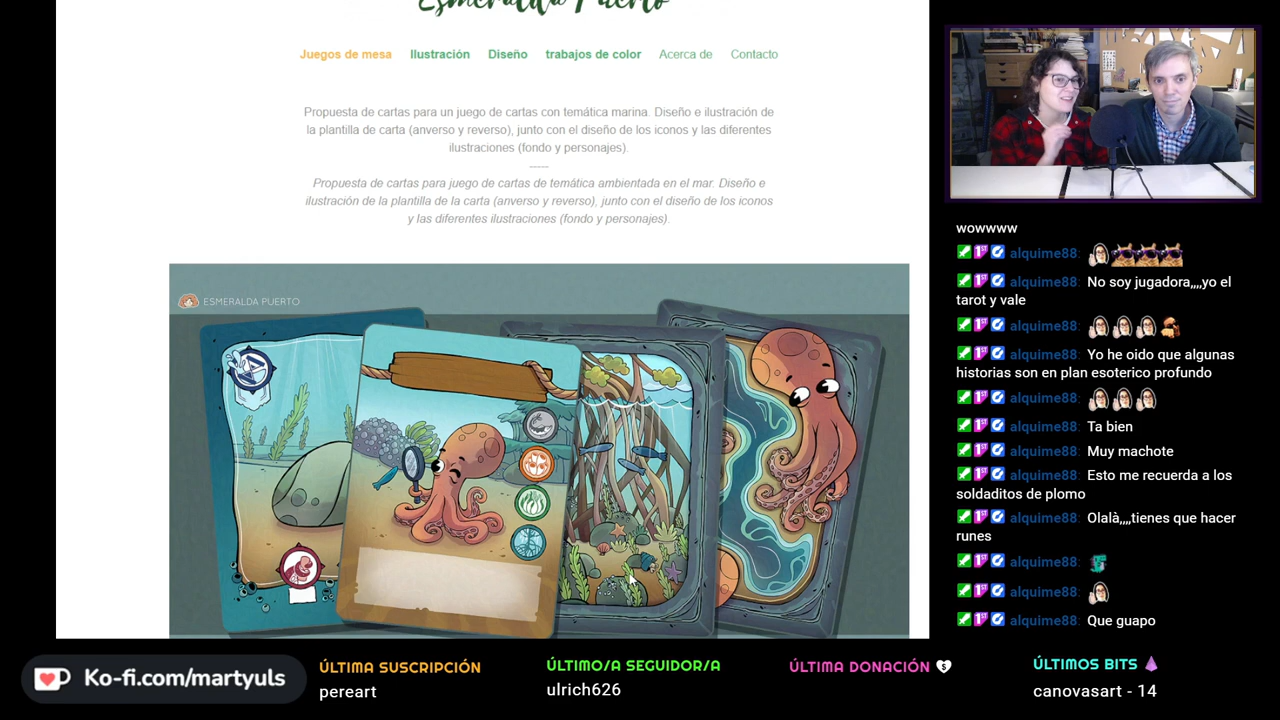 Esmeralda Puerto
Juegos de mesa Ilustración Diseño trabajos de color Acerca de Contacto
Propuesta de cartas para un juego de cartas con temática marina. Diseño e ilustración de
la plantilla de carta (anverso y reverso), junto con el diseño de los iconos y las diferentes
ilustraciones (fondo y personajes).
-----
Propuesta de cartas para juego de cartas de temática ambientada en el mar. Diseño e
ilustración de la plantilla de la carta (anverso y reverso), junto con el diseño de los iconos
y las diferentes ilustraciones (fondo y personajes).
ESMERALDA PUERTO
wowwww
alquime88:
alquime88: No soy jugadora,,,,yo el
tarot y vale
alquime88:
alquime88: Yo he oido que algunas
historias son en plan esoterico profundo
alquime88:
alquime88: Ta bien
alquime88: Muy machote
alquime88: Esto me recuerda a los
soldaditos de plomo
alquime88: Olalà,,,,tienes que hacer
runes
alquime88:
alquime88:
alquime88: Que guapo
Ko-fi.com/martyuls
ÚLTIMA SUSCRIPCIÓN
pereart
ÚLTIMO/A SEGUIDOR/A
ulrich626
ÚLTIMA DONACIÓN
ÚLTIMOS BITS
canovasart - 14